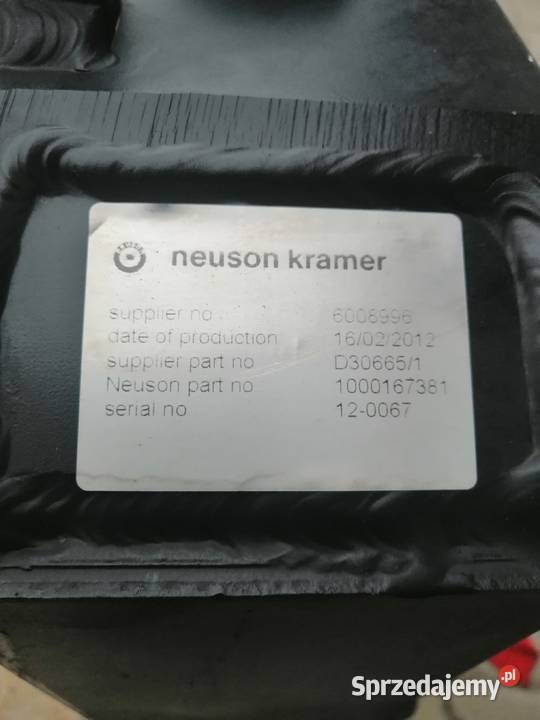 neuson kramer
supplier no 6008996
date of production 16/02/2012
supplier part no D30665/1
Neuson part no 1000167381
serial no 12-0067
Sprzedajemy.pl